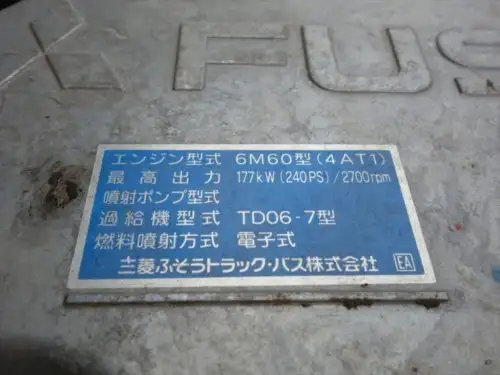 FUS
エンジン型式 6M60型(4AT1)
最高出力 177kW(240PS)/2700rpm
噴射ポンプ型式
過給機型式 TD06-7型
燃料噴射方式 電子式
三菱ふそうトラック・バス株式会社 EA